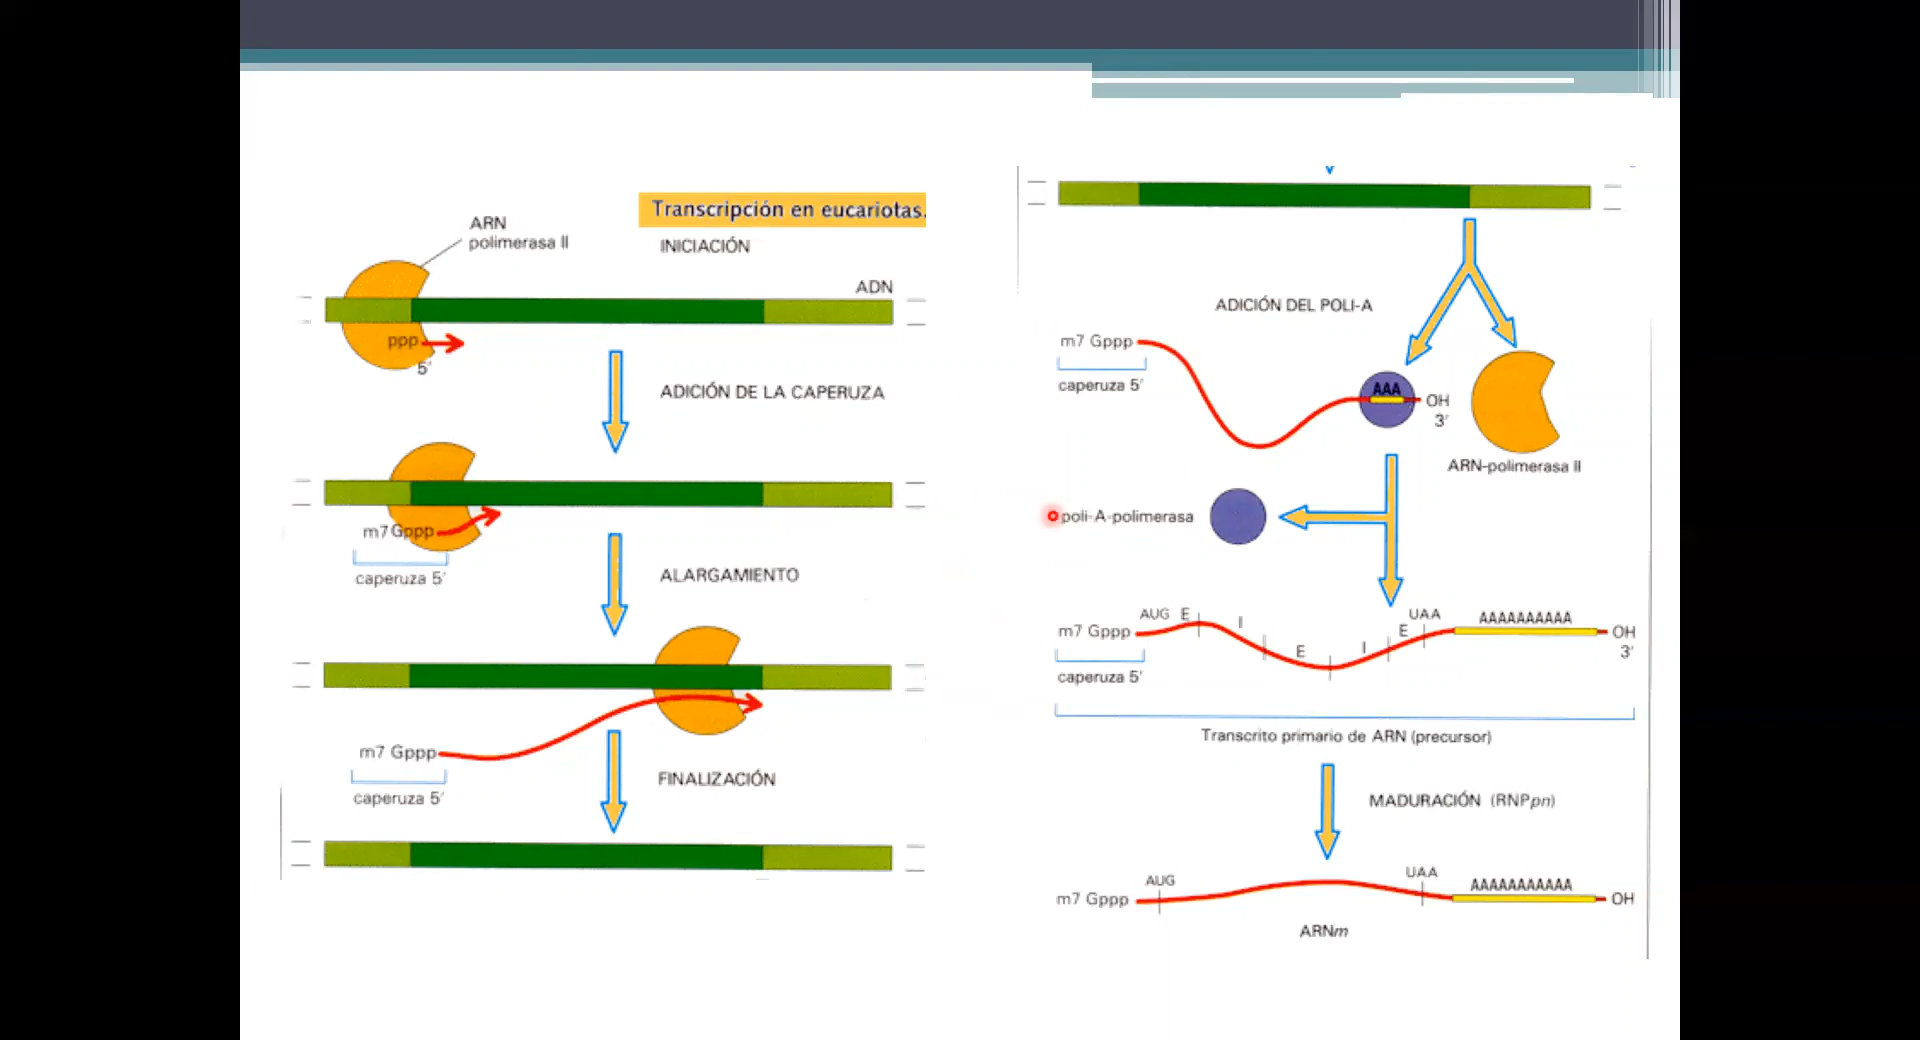 Transcripción en eucariotas.
ARN
polimerasa II
INICIACIÓN
ADN
ppp
5'
ADICIÓN DE LA CAPERUZA
m7Gppp
caperuza 5'
ALARGAMIENTO
m7 Gppp
caperuza 5'
FINALIZACIÓN
ADICIÓN DEL POLI-A
m7 Gppp
caperuza 5'
AAA
OH
3'
ARN-polimerasa II
poli-A-polimerasa
AUG E I E I E UAA AAAAAAAAAA
m7 Gppp
OH
3'
caperuza 5'
Transcrito primario de ARN (precursor)
MADURACIÓN (RNPpn)
AUG UAA AAAAAAAAAAA
m7 Gppp
OH
ARNm